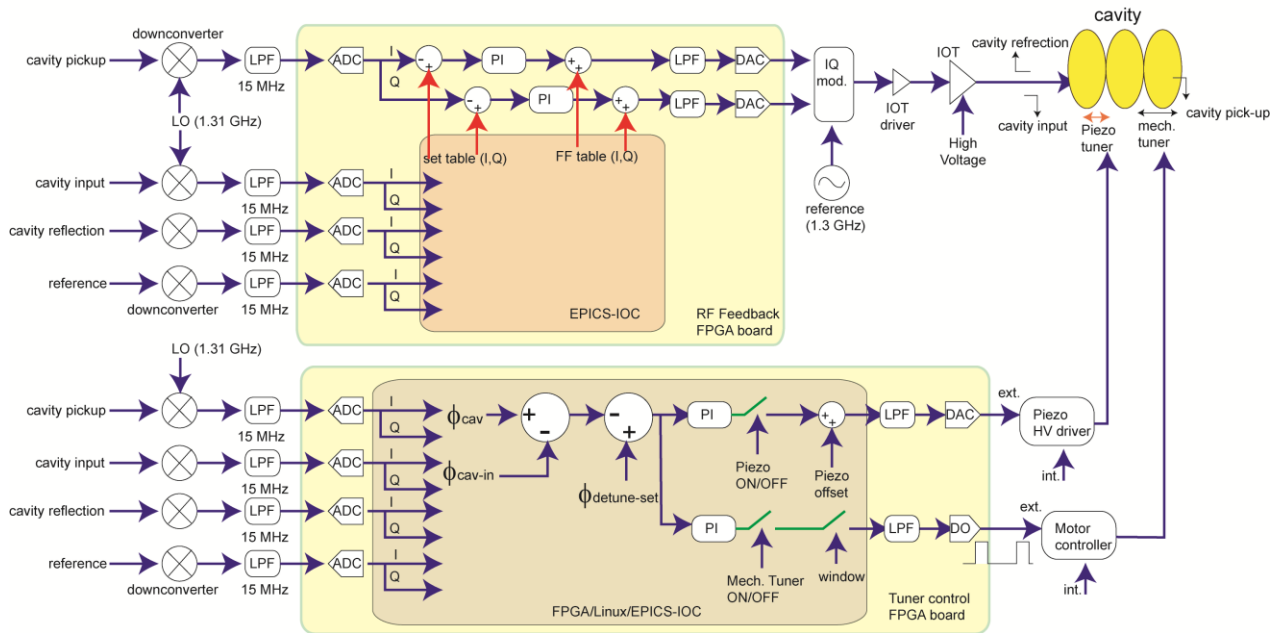 downconverter
cavity pickup
LPF
15 MHz
ADC
I
Q
-
+
PI
+
+
LPF
DAC
-
+
PI
+
+
LPF
DAC
IQ
mod.
IOT
driver
IOT
High
Voltage
reference
(1.3 GHz)
cavity refrection
cavity input
cavity
cavity pick-up
Piezo
tuner
mech.
tuner
LO (1.31 GHz)
set table (I,Q)
FF table (I,Q)
cavity input
LPF
15 MHz
ADC
I
Q
cavity reflection
LPF
15 MHz
ADC
I
Q
reference
downconverter
LPF
15 MHz
ADC
I
Q
EPICS-IOC
RF Feedback
FPGA board
LO (1.31 GHz)
cavity pickup
LPF
15 MHz
ADC
I
Q
cavity input
LPF
15 MHz
ADC
I
Q
cavity reflection
LPF
15 MHz
ADC
I
Q
reference
downconverter
LPF
15 MHz
ADC
I
Q
ϕcav
+
-
ϕcav-in
-
+
ϕdetune-set
PI
Piezo
ON/OFF
+
+
Piezo
offset
LPF
DAC
ext.
Piezo
HV driver
int.
PI
Mech. Tuner
ON/OFF
window
LPF
DO
ext.
Motor
controller
int.
FPGA/Linux/EPICS-IOC
Tuner control
FPGA board